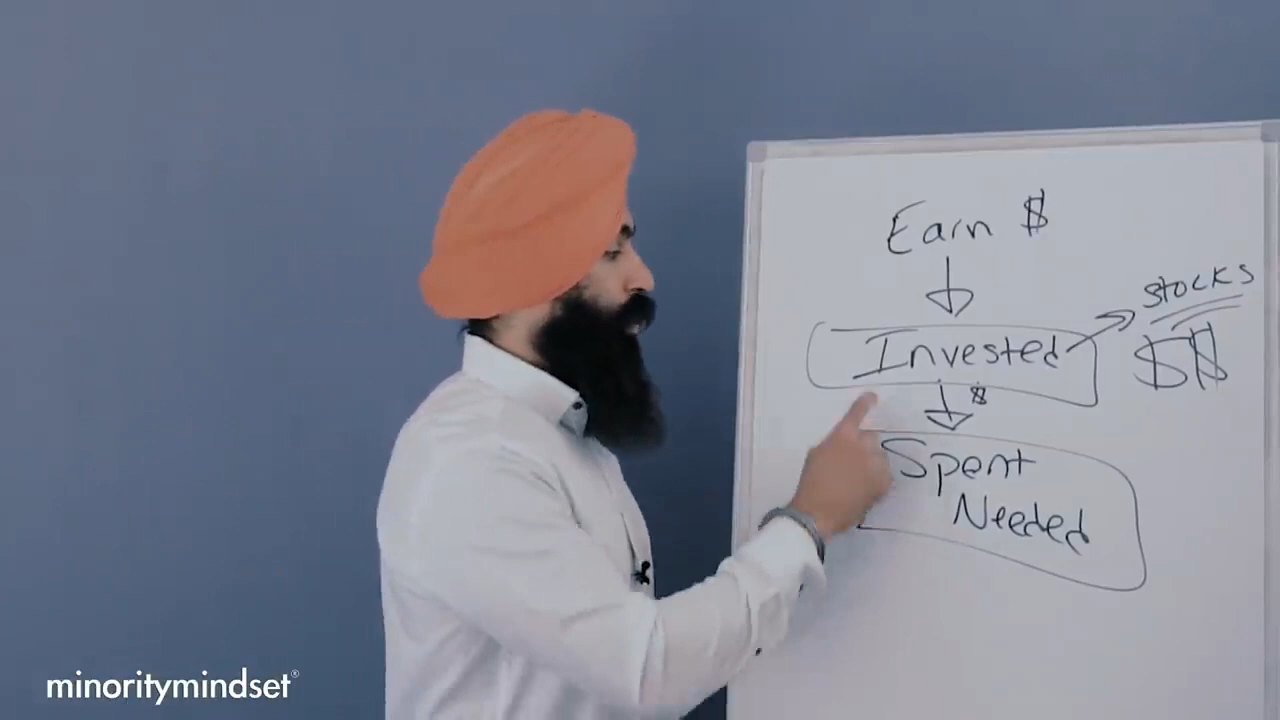 Earn $
stocks
Invested
$$
$
Spent
Needed
minoritymindset®